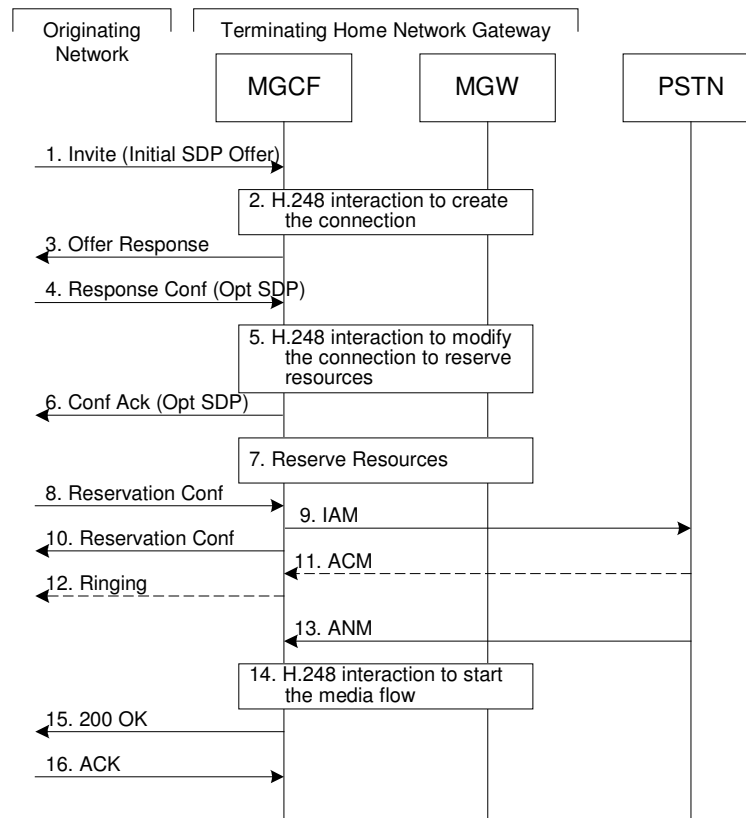 Originating
Network
Terminating Home Network Gateway
MGCF
MGW
PSTN
1. Invite (Initial SDP Offer)
2. H.248 interaction to create
the connection
3. Offer Response
4. Response Conf (Opt SDP)
5. H.248 interaction to modify
the connection to reserve
resources
6. Conf Ack (Opt SDP)
7. Reserve Resources
8. Reservation Conf
9. IAM
10. Reservation Conf
11. ACM
12. Ringing
13. ANM
14. H.248 interaction to start
the media flow
15. 200 OK
16. ACK